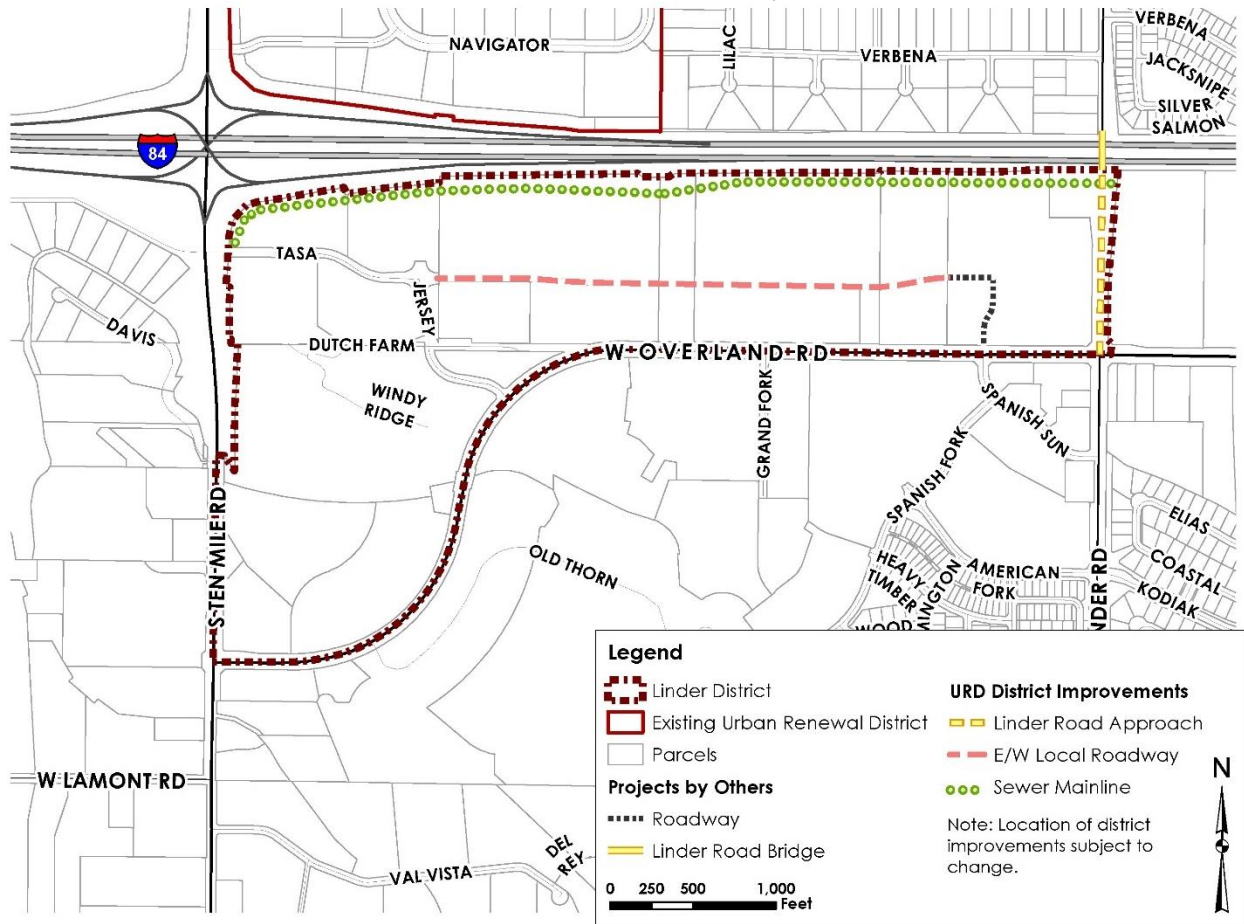 NAVIGATOR
LILAC
VERBENA
VERBENA
JACKSNIPE
SILVER
SALMON
84
TASA
JERSEY
DAVIS
DUTCH FARM
W OVERLAND RD
WINDY
RIDGE
GRAND FORK
SPANISH SUN
SPANISH FORK
S TEN MILE RD
OLD THORN
ELIAS
COASTAL
KODIAK
AMERICAN
FORK
HEAVY
TIMBER
W LAMONT RD
VAL VISTA
DEL
REY
Legend
Linder District
Existing Urban Renewal District
Parcels
Projects by Others
Roadway
Linder Road Bridge
0 250 500 1,000
Feet
URD District Improvements
Linder Road Approach
E/W Local Roadway
Sewer Mainline
Note: Location of district
improvements subject to
change.
N